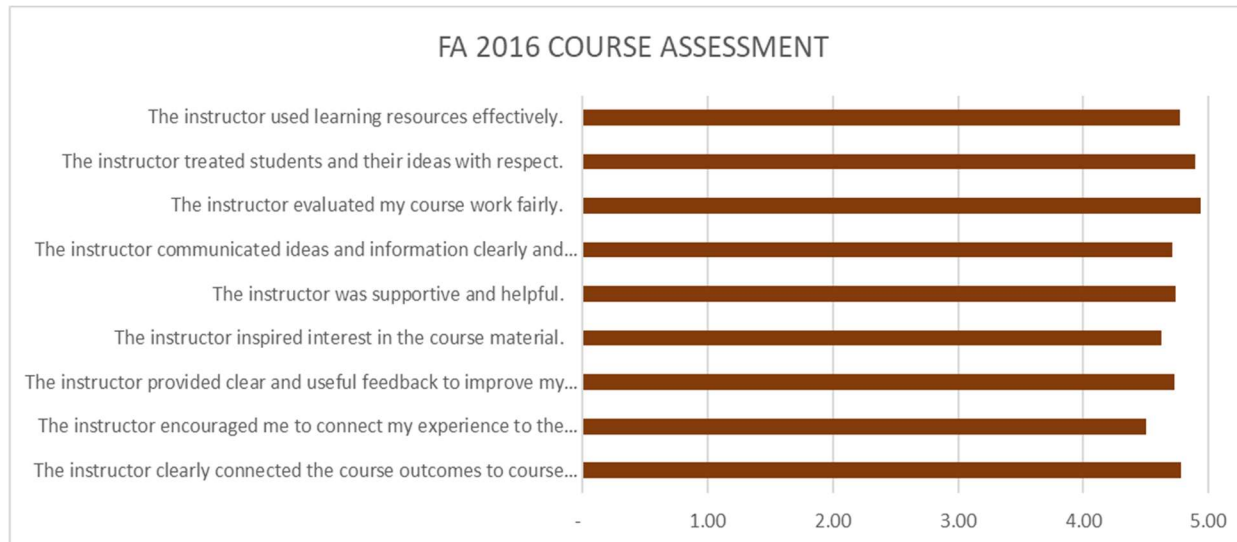 FA 2016 COURSE ASSESSMENT
The instructor used learning resources effectively.
The instructor treated students and their ideas with respect.
The instructor evaluated my course work fairly.
The instructor communicated ideas and information clearly and...
The instructor was supportive and helpful.
The instructor inspired interest in the course material.
The instructor provided clear and useful feedback to improve my...
The instructor encouraged me to connect my experience to the...
The instructor clearly connected the course outcomes to course...
- 1.00 2.00 3.00 4.00 5.00